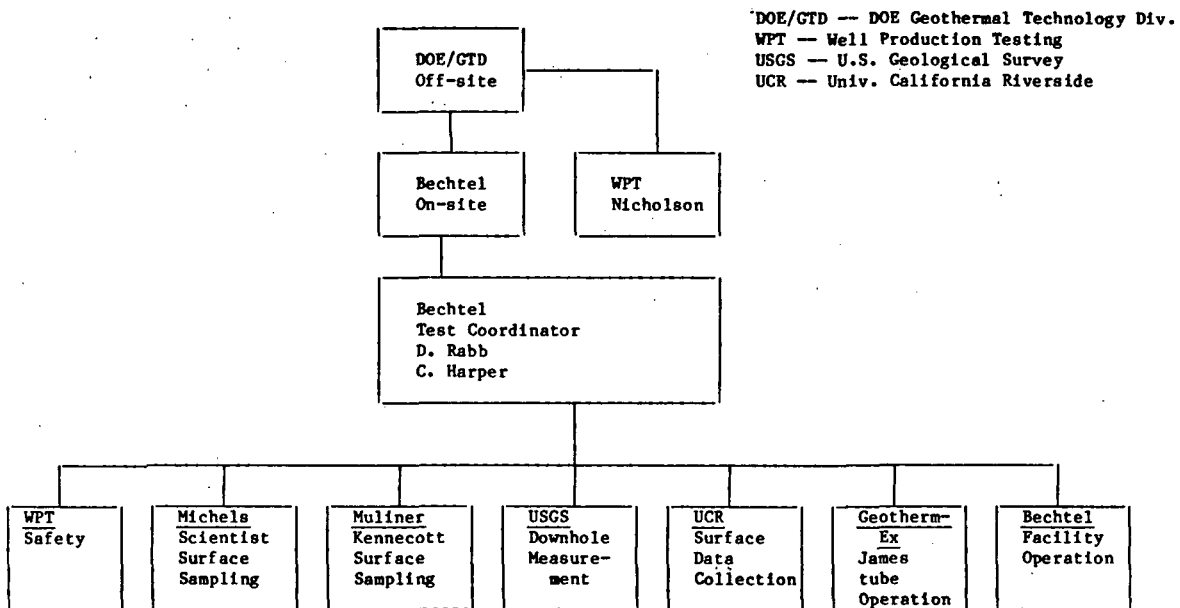 DOE/GTD -- DOE Geothermal Technology Div.
WPT -- Well Production Testing
USGS -- U.S. Geological Survey
UCR -- Univ. California Riverside
DOE/GTD
Off-site
Bechtel
On-site
WPT
Nicholson
Bechtel
Test Coordinator
D. Rabb
C. Harper
WPT
Safety
Michels
Scientist
Surface
Sampling
Muliner
Kennecott
Surface
Sampling
USGS
Downhole
Measure-
ment
UCR
Surface
Data
Collection
Geotherm-
Ex
James
tube
Operation
Bechtel
Facility
Operation